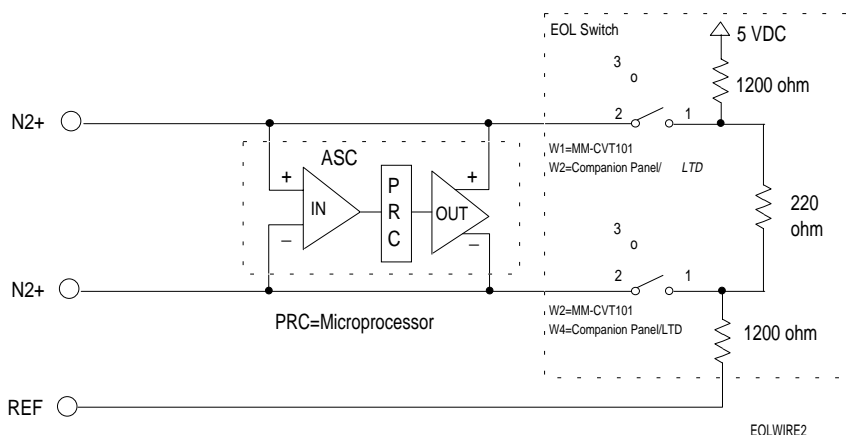 EOL Switch
5 VDC
3
o
1200 ohm
2
1
N2+
W1=MM-CVT101
W2=Companion Panel/ LTD
ASC
+
+
IN
P
R
C
OUT
–
–
220
ohm
3
o
2
1
N2+
W2=MM-CVT101
W4=Companion Panel/LTD
PRC=Microprocessor
1200 ohm
REF
EOLWIRE2